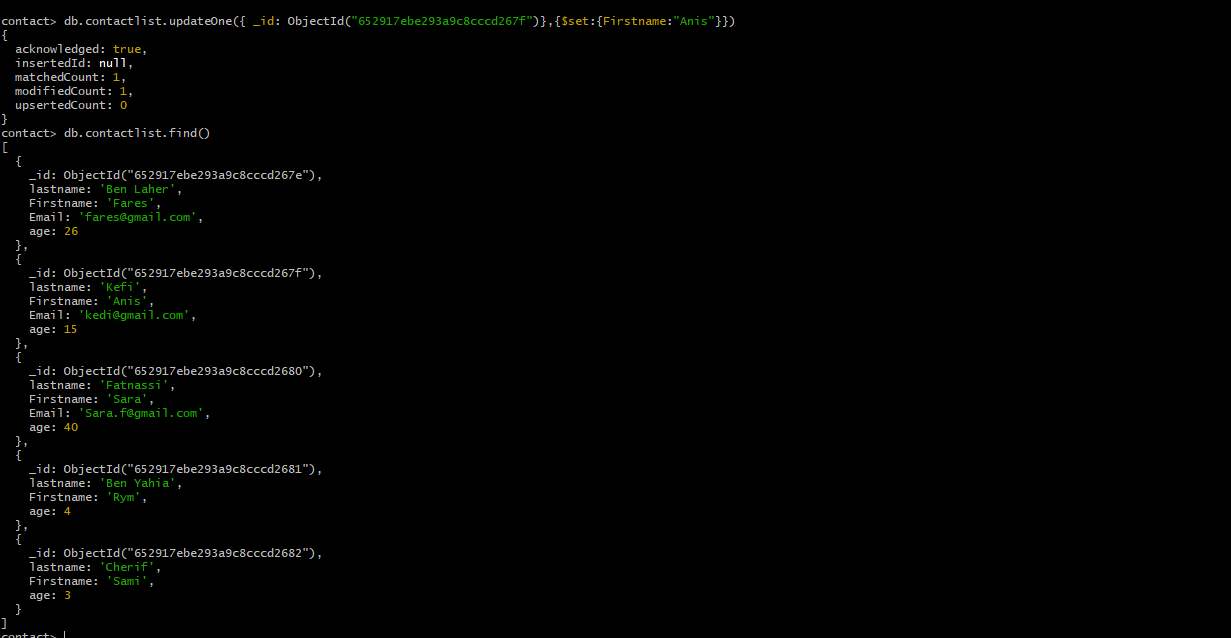 contact> db.contactlist.updateOne({ _id: ObjectId("652917ebe293a9c8cccd267f")},{$set:{Firstname:"Anis"}})
{
  acknowledged: true,
  insertedId: null,
  matchedCount: 1,
  modifiedCount: 1,
  upsertedCount: 0
}
contact> db.contactlist.find()
[
  {
    _id: ObjectId("652917ebe293a9c8cccd267e"),
    lastname: 'Ben Laher',
    Firstname: 'Fares',
    Email: 'fares@gmail.com',
    age: 26
  },
  {
    _id: ObjectId("652917ebe293a9c8cccd267f"),
    lastname: 'Kefi',
    Firstname: 'Anis',
    Email: 'kedi@gmail.com',
    age: 15
  },
  {
    _id: ObjectId("652917ebe293a9c8cccd2680"),
    lastname: 'Fatnassi',
    Firstname: 'Sara',
    Email: 'Sara.f@gmail.com',
    age: 40
  },
  {
    _id: ObjectId("652917ebe293a9c8cccd2681"),
    lastname: 'Ben Yahia',
    Firstname: 'Rym',
    age: 4
  },
  {
    _id: ObjectId("652917ebe293a9c8cccd2682"),
    lastname: 'Cherif',
    Firstname: 'Sami',
    age: 3
  }
]
contact>